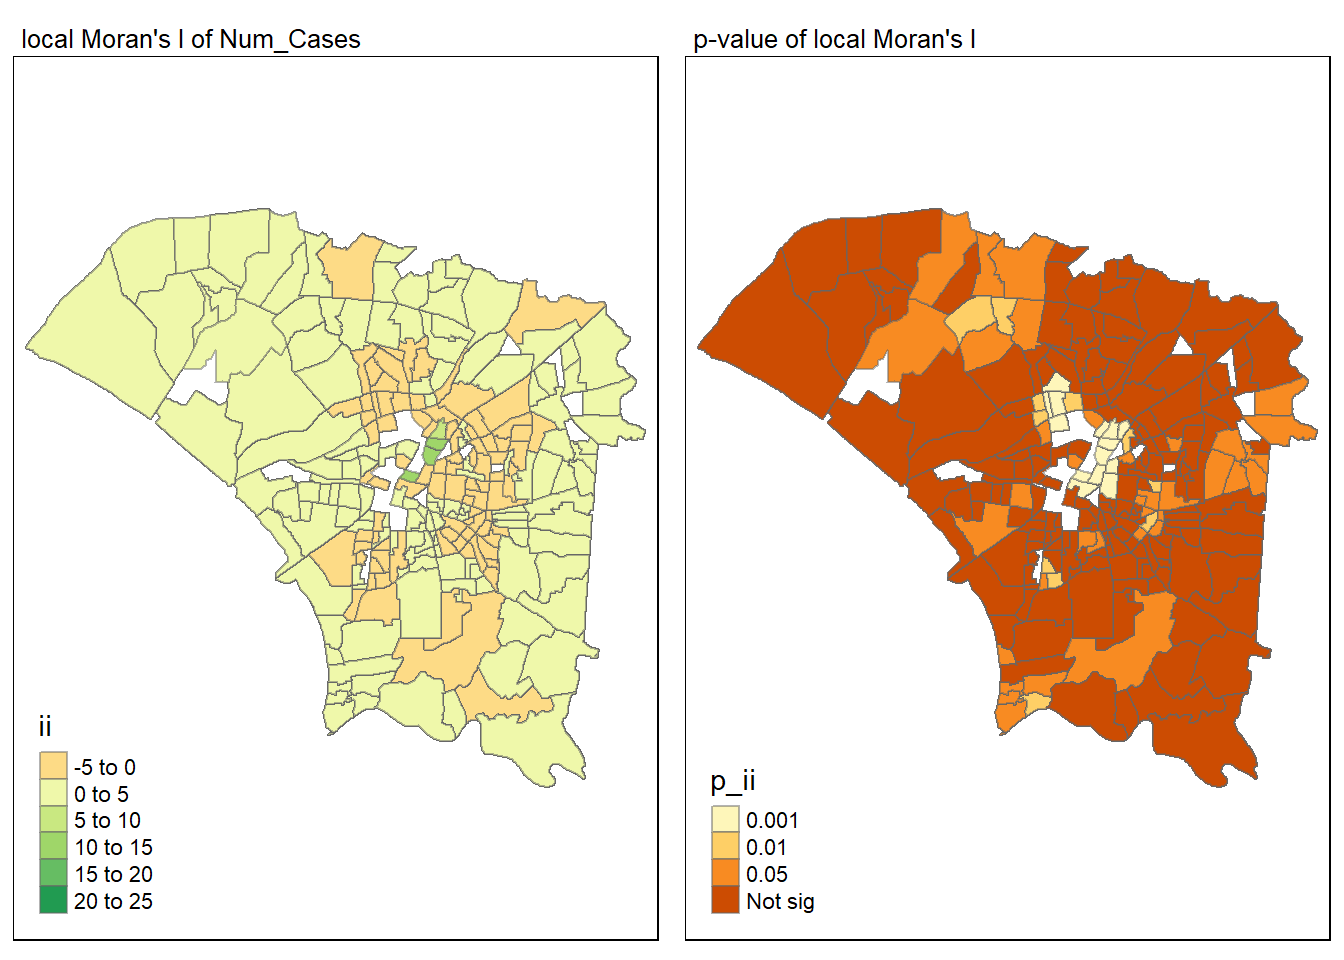 local Moran's I of Num_Cases
ii
-5 to 0
0 to 5
5 to 10
10 to 15
15 to 20
20 to 25
p-value of local Moran's I
p_ii
0.001
0.01
0.05
Not sig